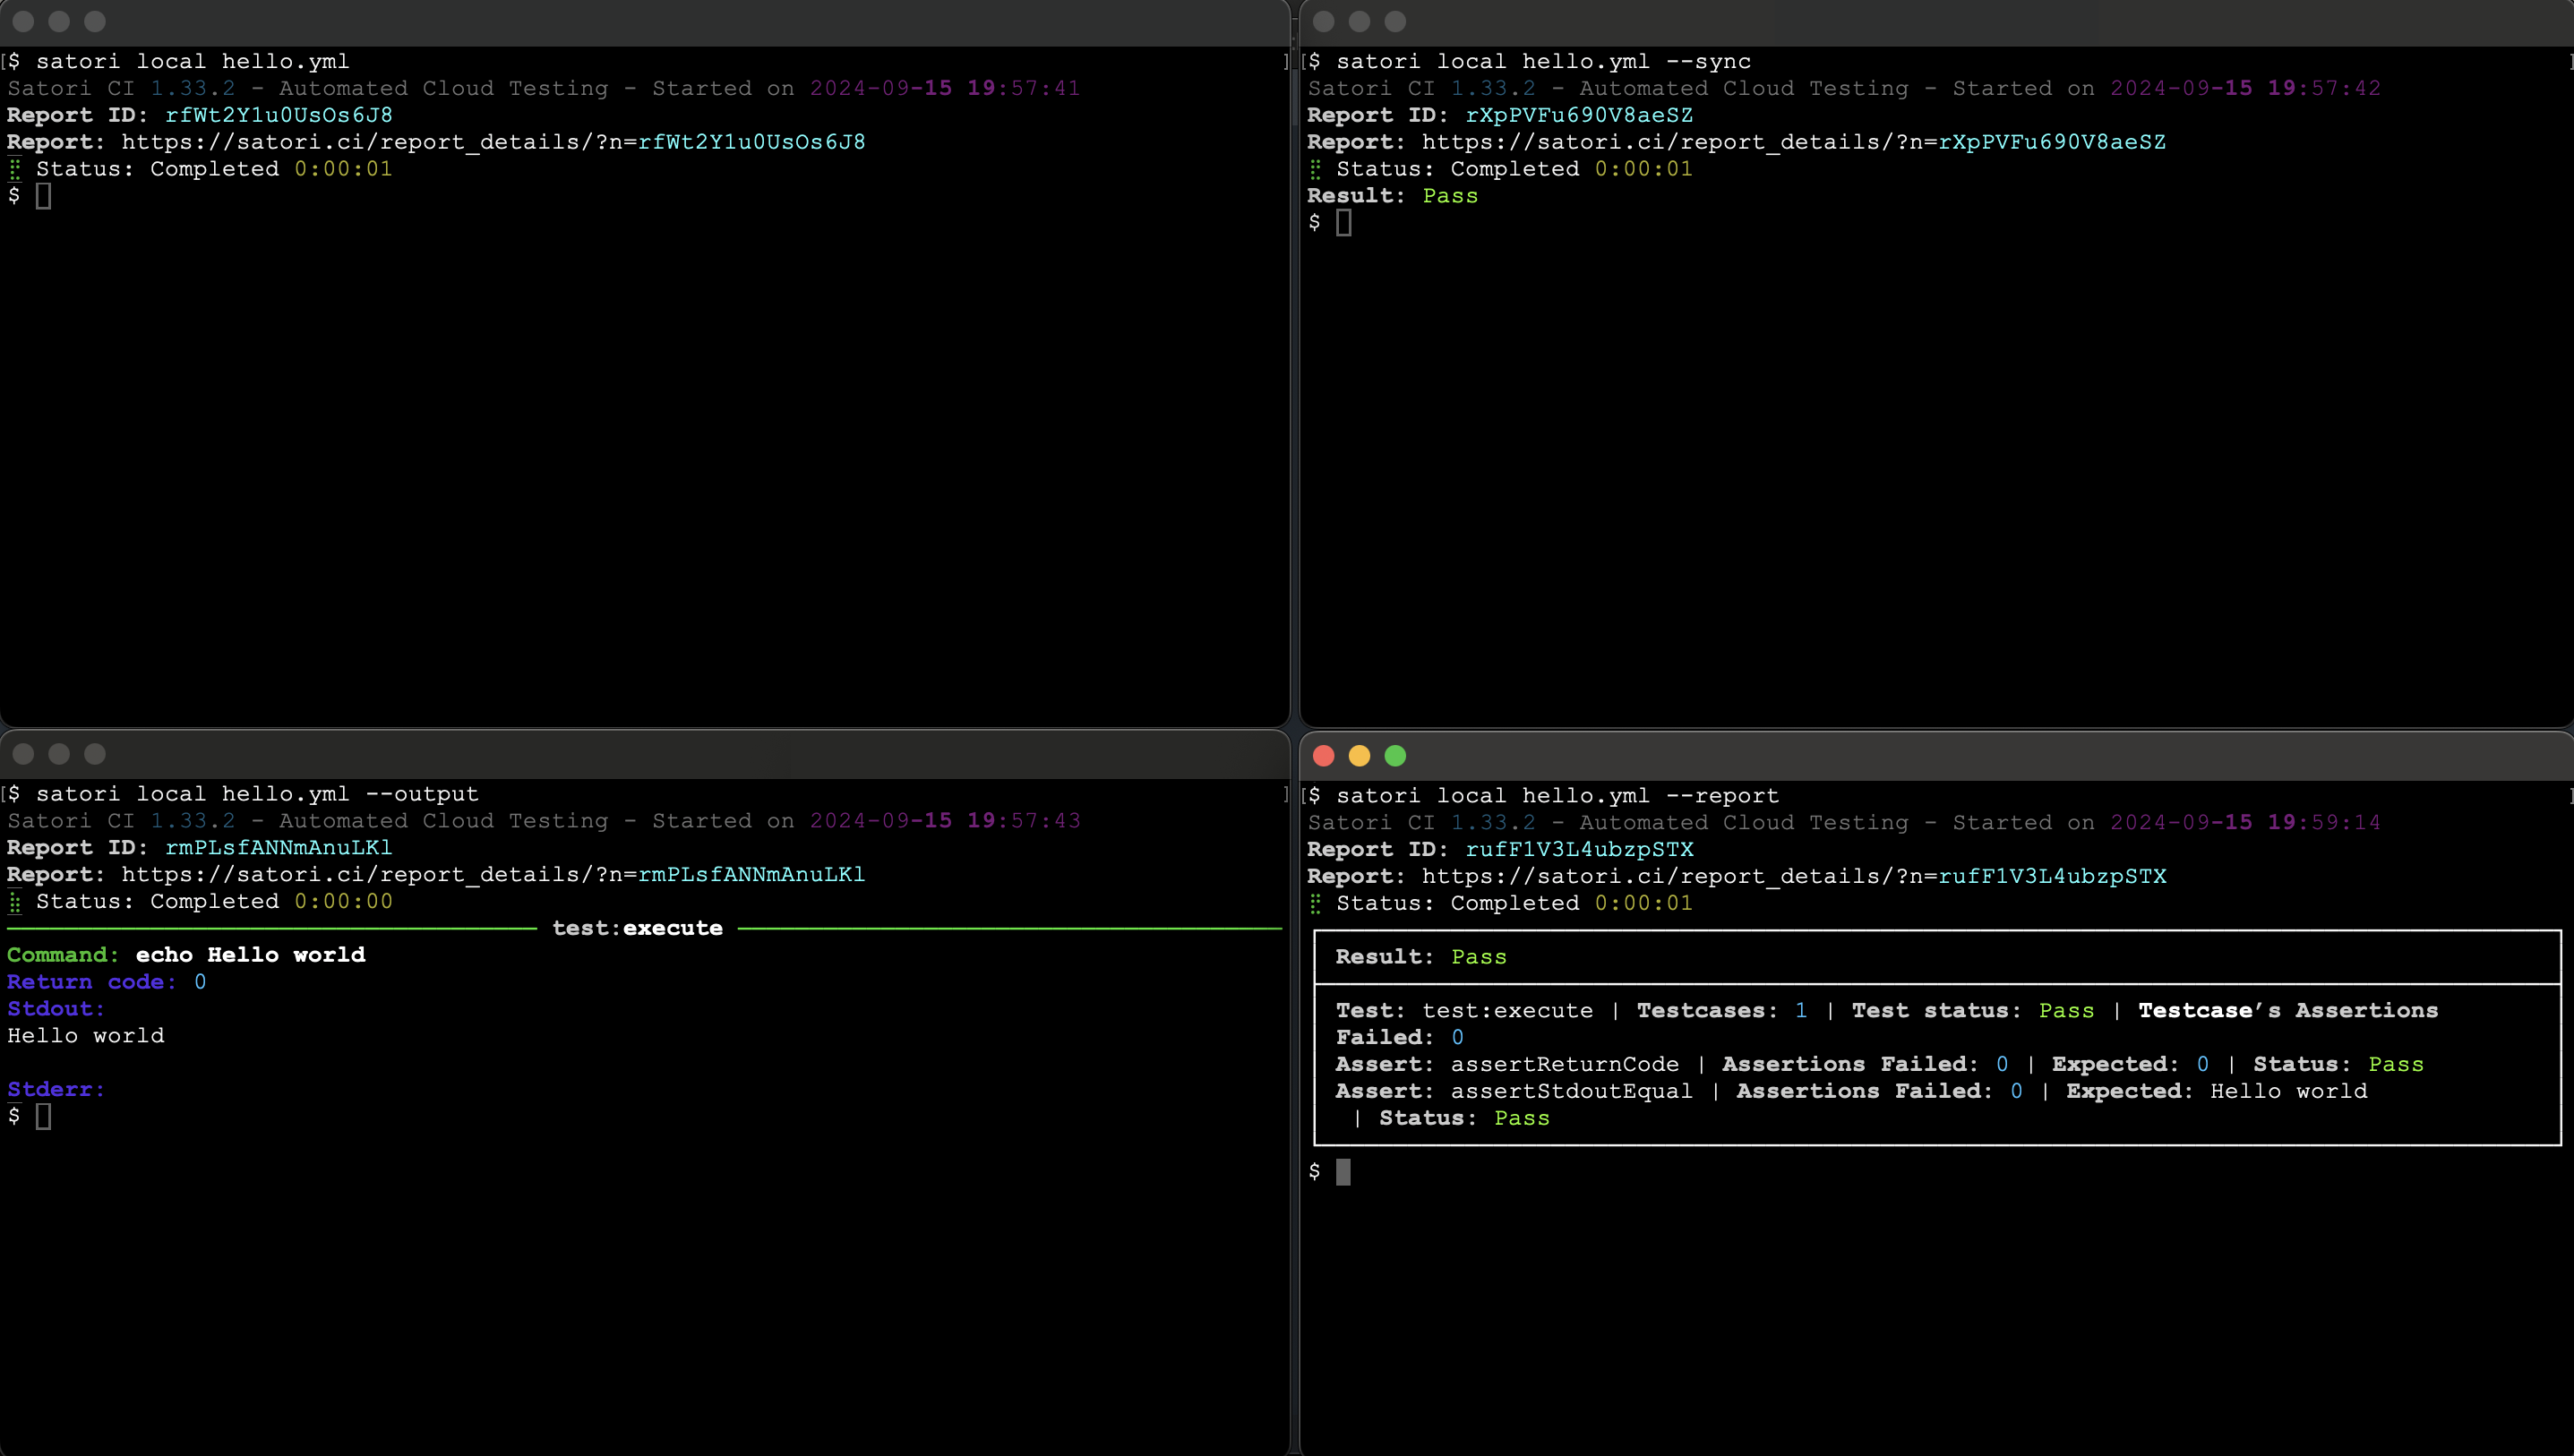 $ satori local hello.yml
Satori CI 1.33.2 - Automated Cloud Testing - Started on 2024-09-15 19:57:41
Report ID: rfWt2Y1u0UsOs6J8
Report: https://satori.ci/report_details/?n=rfWt2Y1u0UsOs6J8
Status: Completed 0:00:01
$
$ satori local hello.yml --sync
Satori CI 1.33.2 - Automated Cloud Testing - Started on 2024-09-15 19:57:42
Report ID: rXpPVFu690V8aeSZ
Report: https://satori.ci/report_details/?n=rXpPVFu690V8aeSZ
Status: Completed 0:00:01
Result: Pass
$
$ satori local hello.yml --output
Satori CI 1.33.2 - Automated Cloud Testing - Started on 2024-09-15 19:57:43
Report ID: rmPLsfANNmAnuLKl
Report: https://satori.ci/report_details/?n=rmPLsfANNmAnuLKl
Status: Completed 0:00:00
test:execute
Command: echo Hello world
Return code: 0
Stdout:
Hello world
Stderr:
$
$ satori local hello.yml --report
Satori CI 1.33.2 - Automated Cloud Testing - Started on 2024-09-15 19:59:14
Report ID: rufF1V3L4ubzpSTX
Report: https://satori.ci/report_details/?n=rufF1V3L4ubzpSTX
Status: Completed 0:00:01
Result: Pass
Test: test:execute | Testcases: 1 | Test status: Pass | Testcase's Assertions
Failed: 0
Assert: assertReturnCode | Assertions Failed: 0 | Expected: 0 | Status: Pass
Assert: assertStdoutEqual | Assertions Failed: 0 | Expected: Hello world
| Status: Pass
$